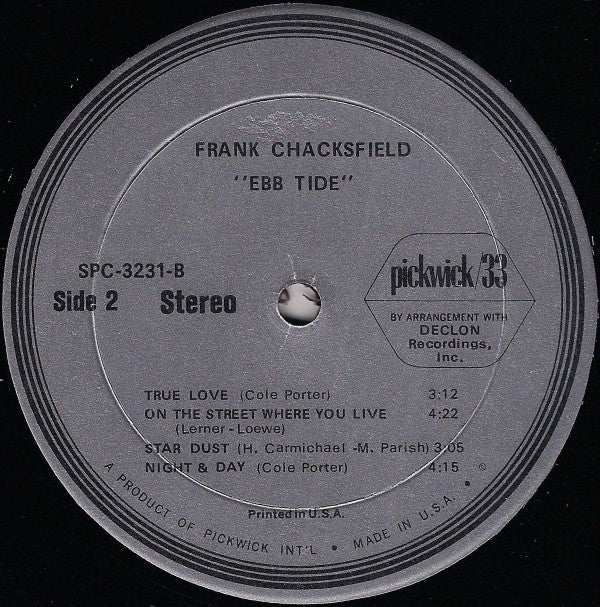 FRANK CHACKSFIELD
"EBB TIDE"
SPC-3231-B
Side 2 Stereo
pickwick/33
BY ARRANGEMENT WITH
DECLON
Recordings,
Inc.
TRUE LOVE (Cole Porter) 3:12
ON THE STREET WHERE YOU LIVE 4:22
(Lerner-Loewe)
STAR DUST (H. Carmichael -M. Parish) 3:05
NIGHT & DAY (Cole Porter) 4:15
©
Printed in U.S.A.
A PRODUCT OF PICKWICK INT'L • MADE IN U.S.A. •